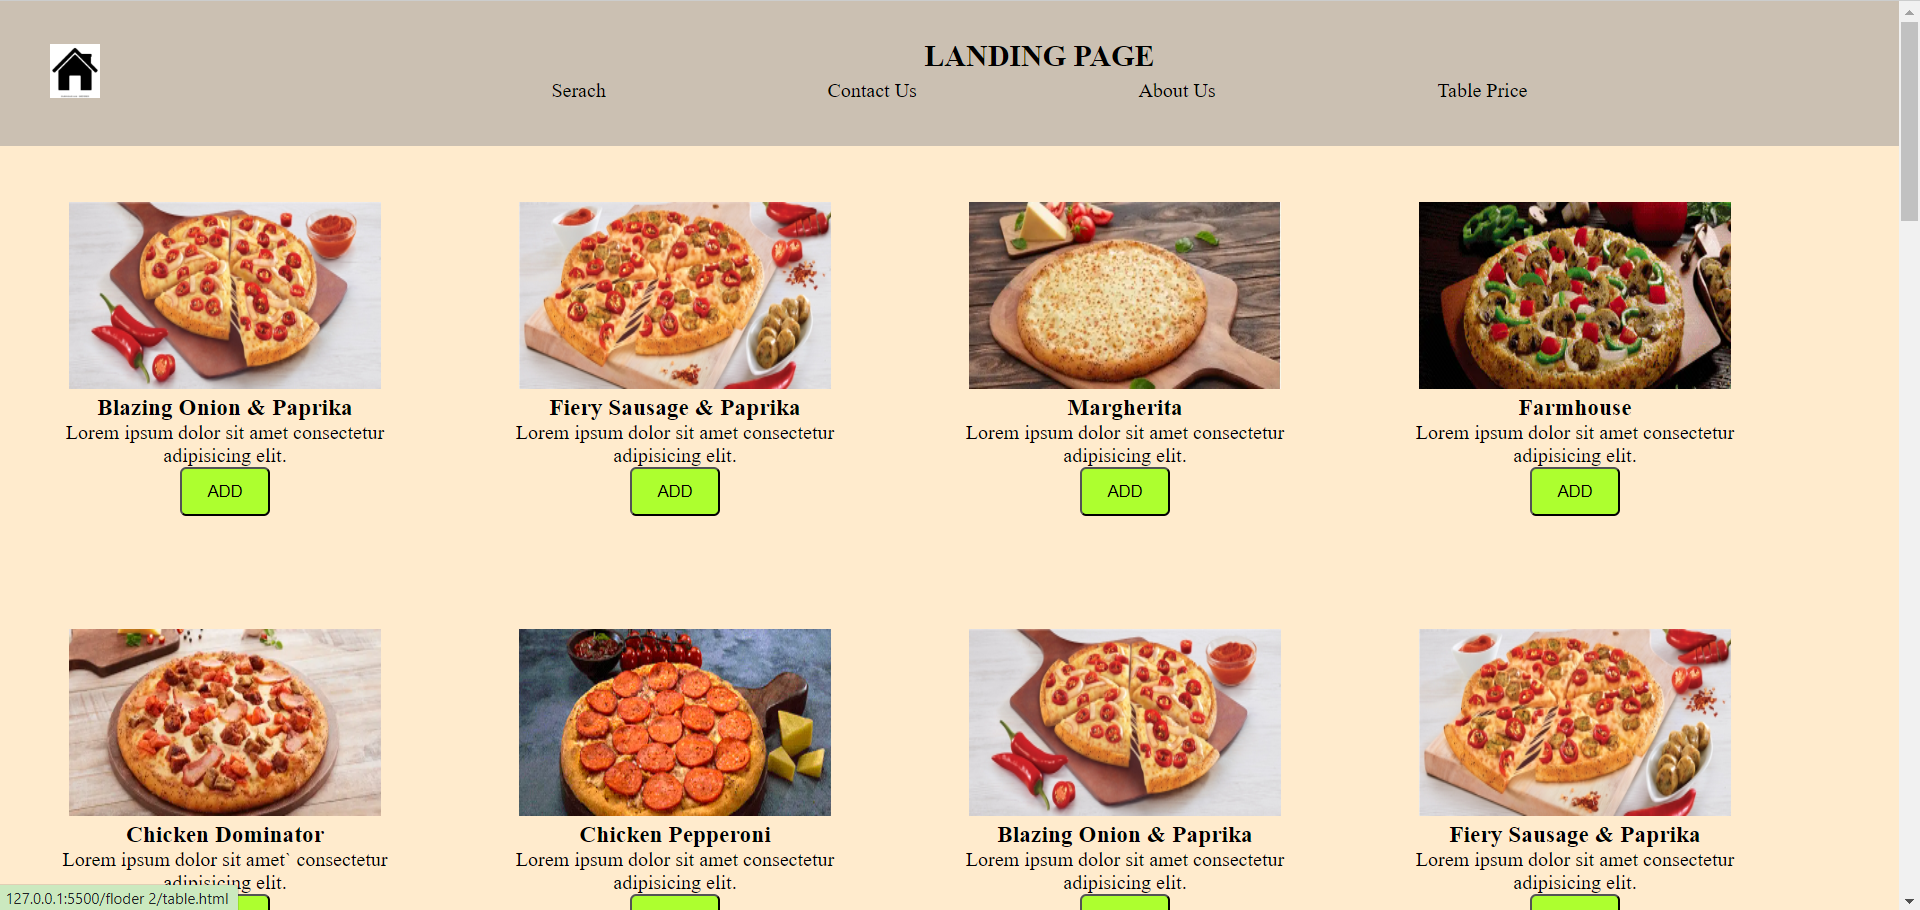 LANDING PAGE
Serach Contact Us About Us Table Price
Blazing Onion & Paprika
Lorem ipsum dolor sit amet consectetur
adipisicing elit.
ADD
Fiery Sausage & Paprika
Lorem ipsum dolor sit amet consectetur
adipisicing elit.
ADD
Margherita
Lorem ipsum dolor sit amet consectetur
adipisicing elit.
ADD
Farmhouse
Lorem ipsum dolor sit amet consectetur
adipisicing elit.
ADD
Chicken Dominator
Lorem ipsum dolor sit amet` consectetur
adipisicing elit.
Chicken Pepperoni
Lorem ipsum dolor sit amet consectetur
adipisicing elit.
Blazing Onion & Paprika
Lorem ipsum dolor sit amet consectetur
adipisicing elit.
Fiery Sausage & Paprika
Lorem ipsum dolor sit amet consectetur
adipisicing elit.
127.0.0.1:5500/floder 2/table.html